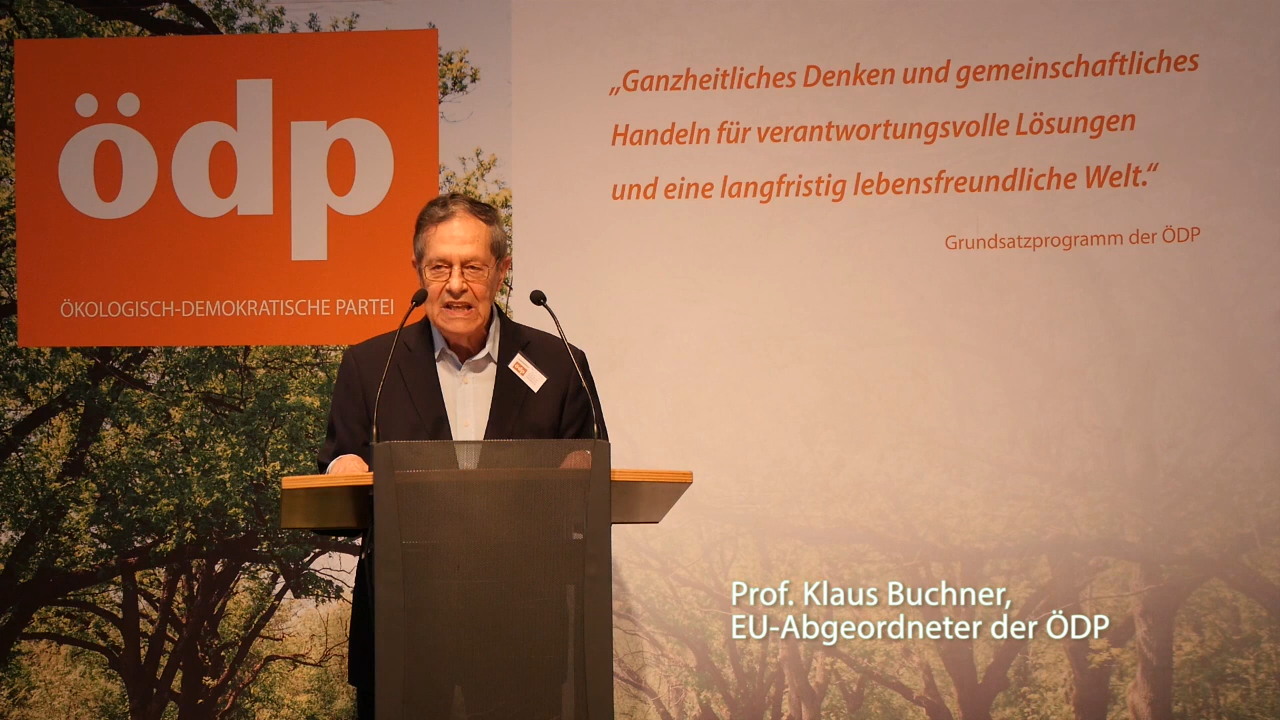 ödp
ÖKOLOGISCH-DEMOKRATISCHE PARTEI
„Ganzheitliches Denken und gemeinschaftliches
Handeln für verantwortungsvolle Lösungen
und eine langfristig lebensfreundliche Welt.“
Grundsatzprogramm der ÖDP
ödp
Prof. Klaus Buchner,
EU-Abgeordneter der ÖDP